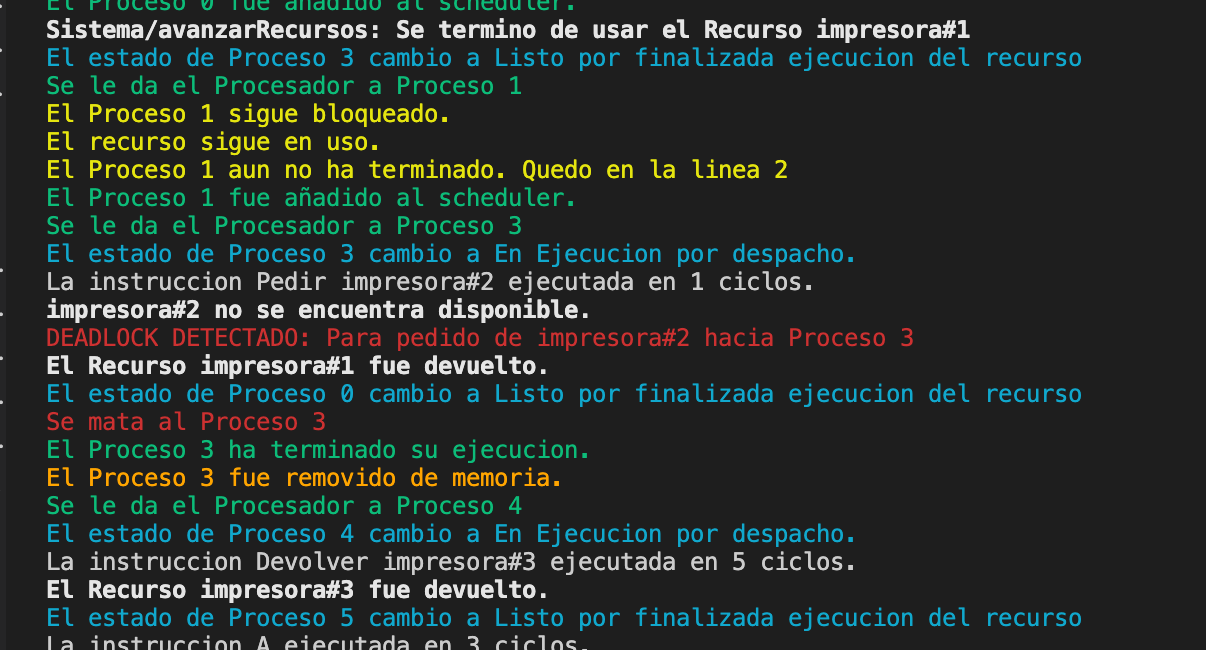 El Proceso 0 fue añadido al scheduler.
Sistema/avanzarRecursos: Se termino de usar el Recurso impresora#1
El estado de Proceso 3 cambio a Listo por finalizada ejecucion del recurso
Se le da el Procesador a Proceso 1
El Proceso 1 sigue bloqueado.
El recurso sigue en uso.
El Proceso 1 aun no ha terminado. Quedo en la linea 2
El Proceso 1 fue añadido al scheduler.
Se le da el Procesador a Proceso 3
El estado de Proceso 3 cambio a En Ejecucion por despacho.
La instruccion Pedir impresora#2 ejecutada en 1 ciclos.
impresora#2 no se encuentra disponible.
DEADLOCK DETECTADO: Para pedido de impresora#2 hacia Proceso 3
El Recurso impresora#1 fue devuelto.
El estado de Proceso 0 cambio a Listo por finalizada ejecucion del recurso
Se mata al Proceso 3
El Proceso 3 ha terminado su ejecucion.
El Proceso 3 fue removido de memoria.
Se le da el Procesador a Proceso 4
El estado de Proceso 4 cambio a En Ejecucion por despacho.
La instruccion Devolver impresora#3 ejecutada en 5 ciclos.
El Recurso impresora#3 fue devuelto.
El estado de Proceso 5 cambio a Listo por finalizada ejecucion del recurso
La instruccion A ejecutada en 3 ciclos.